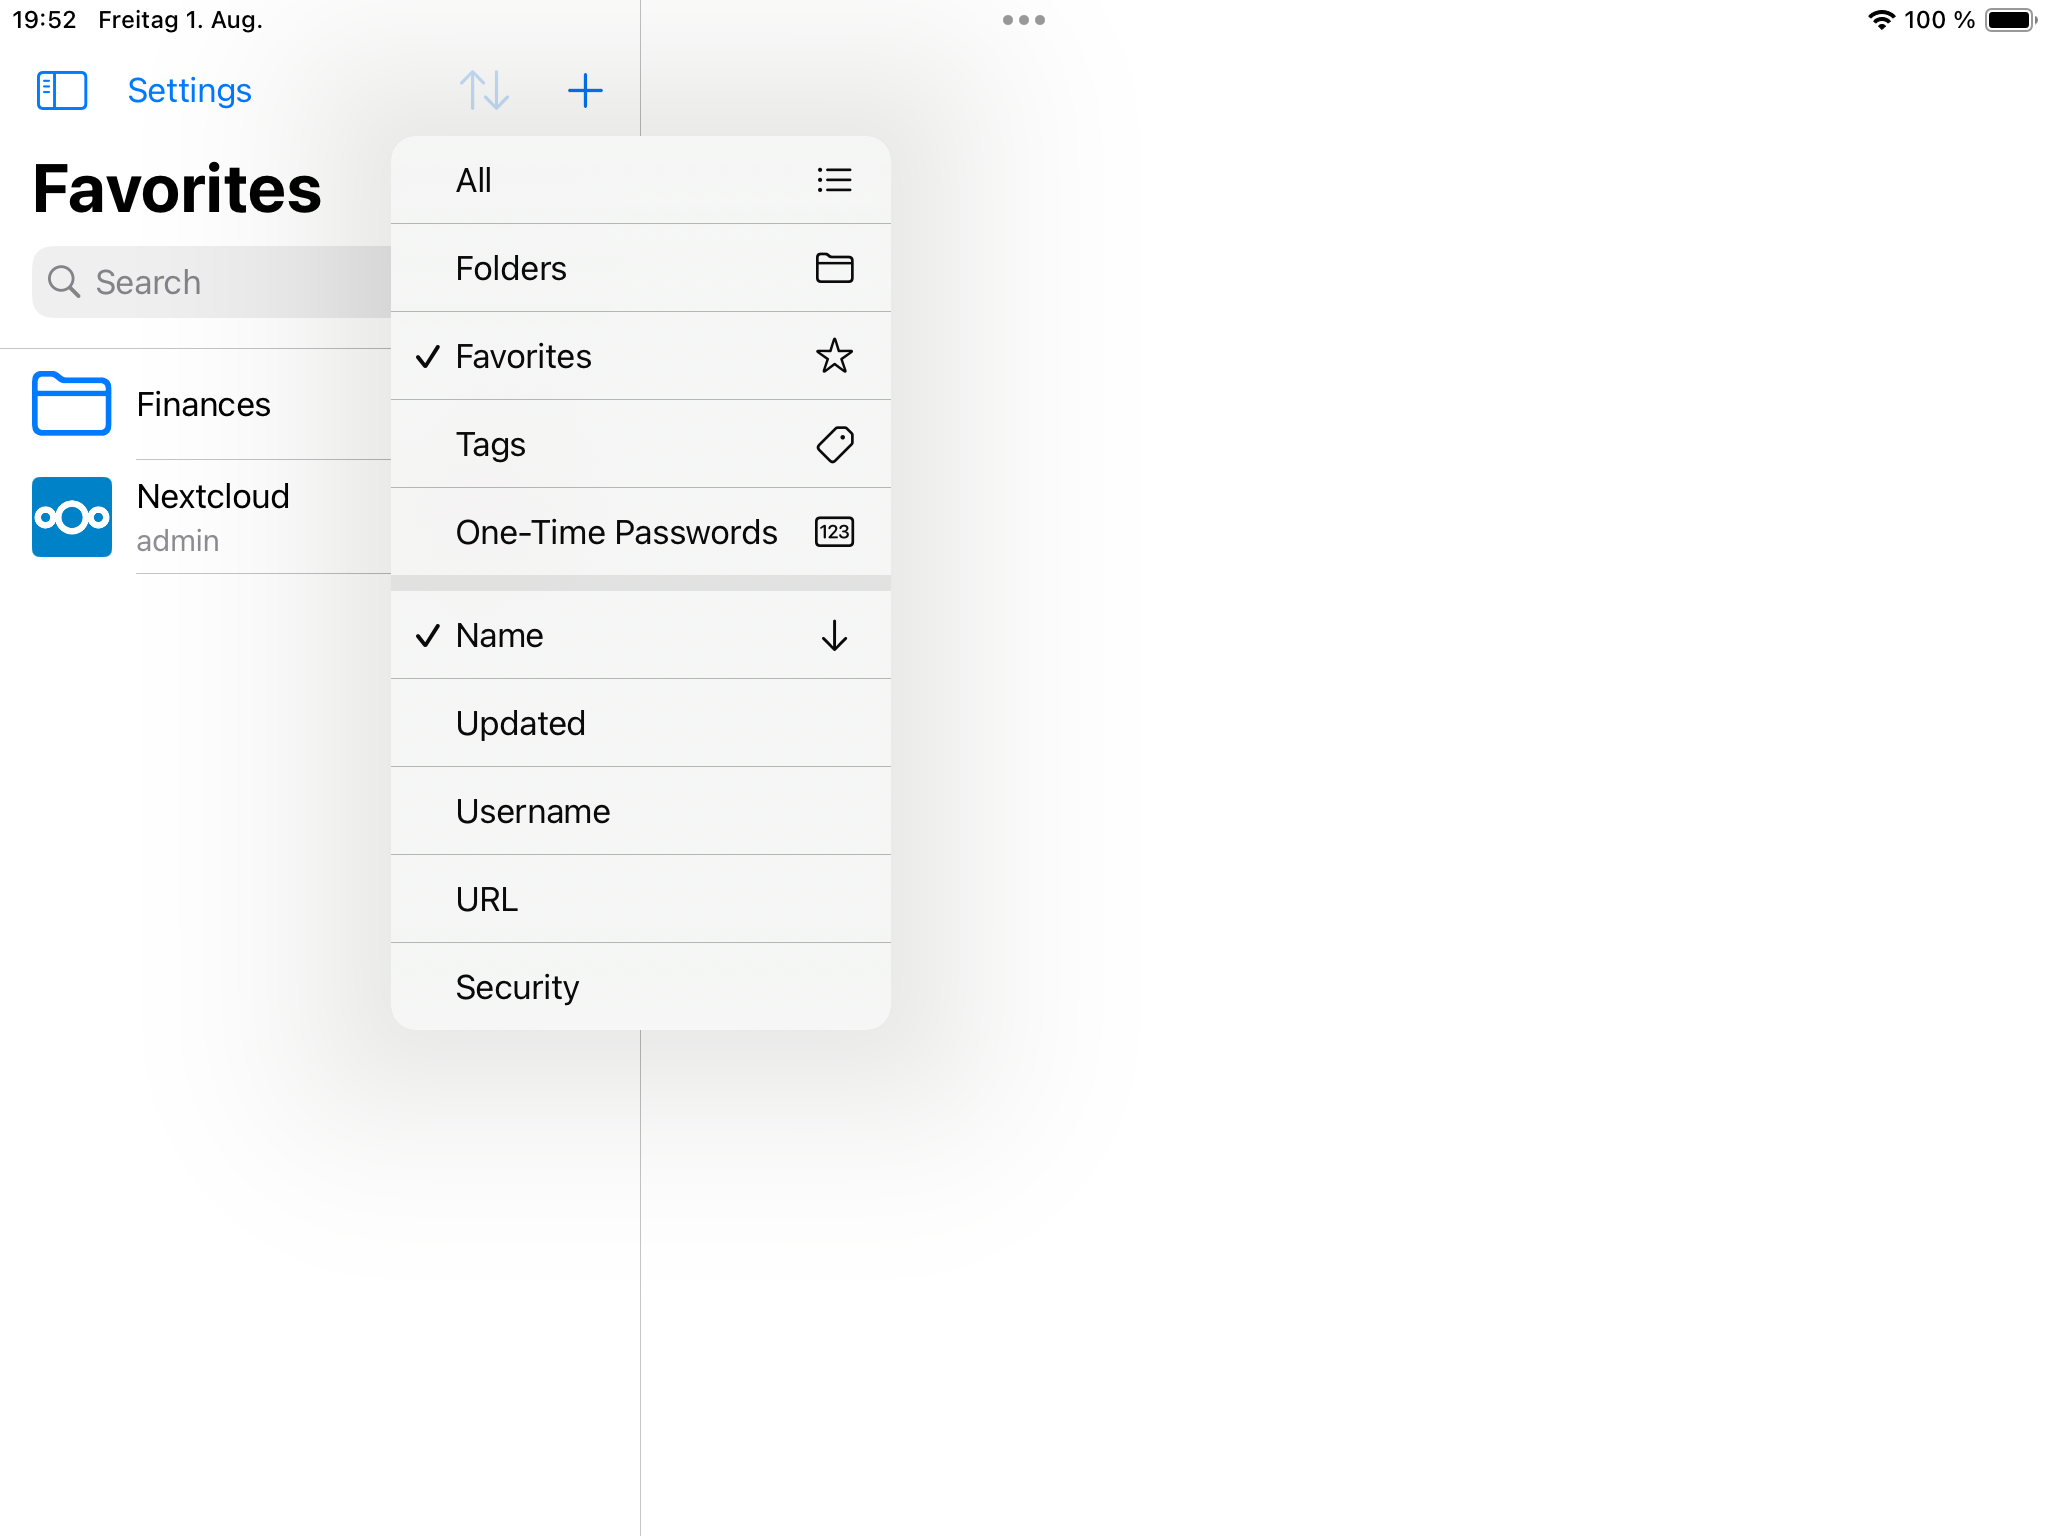 19:52 Freitag 1. Aug.
100 %
Settings
Favorites
Search
Finances
Nextcloud
admin
All
Folders
Favorites
Tags
One-Time Passwords
123
Name
Updated
Username
URL
Security